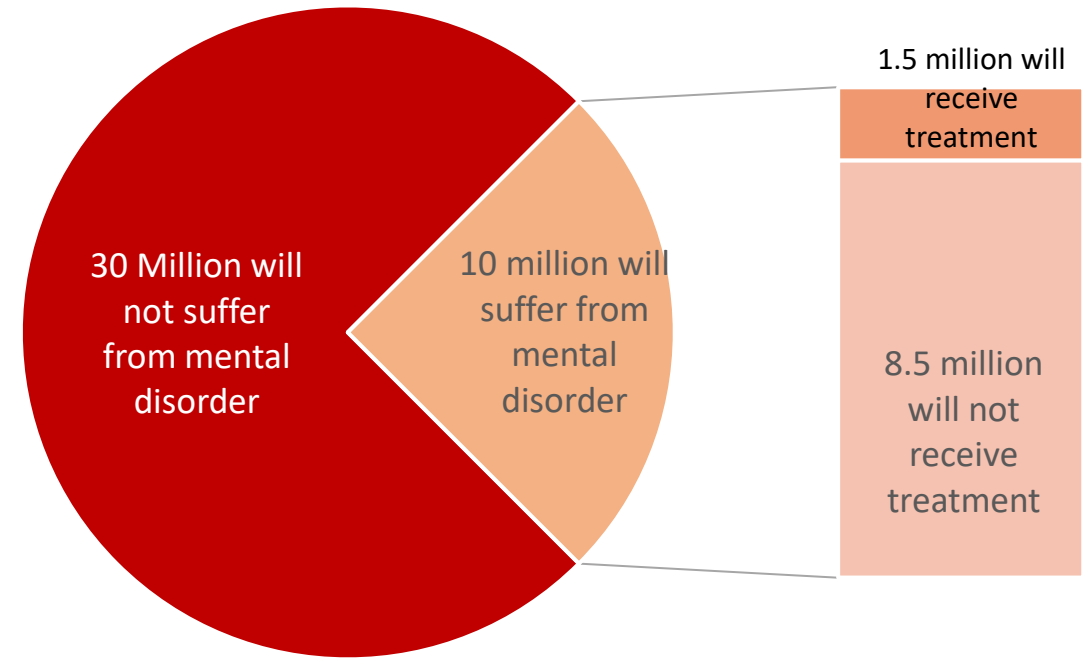 30 Million will
not suffer
from mental
disorder
10 million will
suffer from
mental
disorder
1.5 million will
receive
treatment
8.5 million
will not
receive
treatment